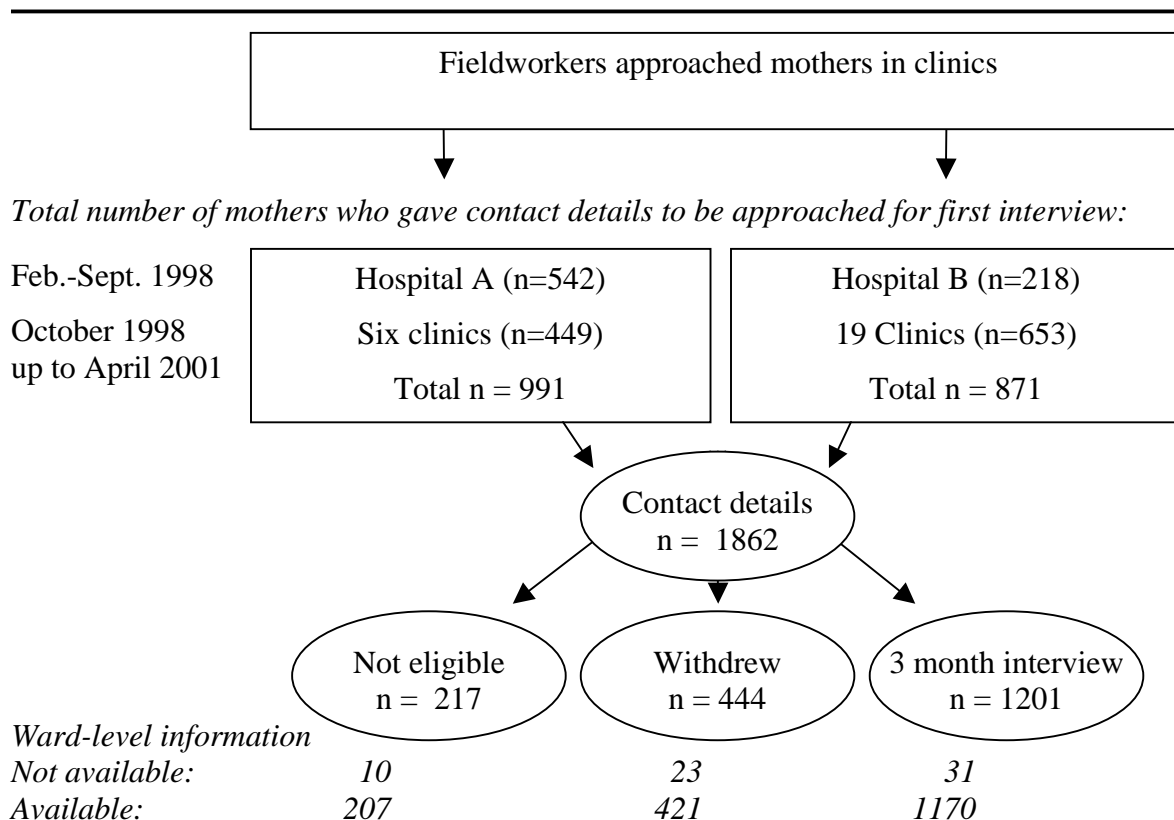 Fieldworkers approached mothers in clinics
Total number of mothers who gave contact details to be approached for first interview:
Feb.-Sept. 1998
Hospital A (n=542)
Hospital B (n=218)
October 1998
up to April 2001
Six clinics (n=449)
19 Clinics (n=653)
Total n = 991
Total n = 871
Contact details
n = 1862
Not eligible
n = 217
Withdrew
n = 444
3 month interview
n = 1201
Ward-level information
Not available: 10 23 31
Available: 207 421 1170